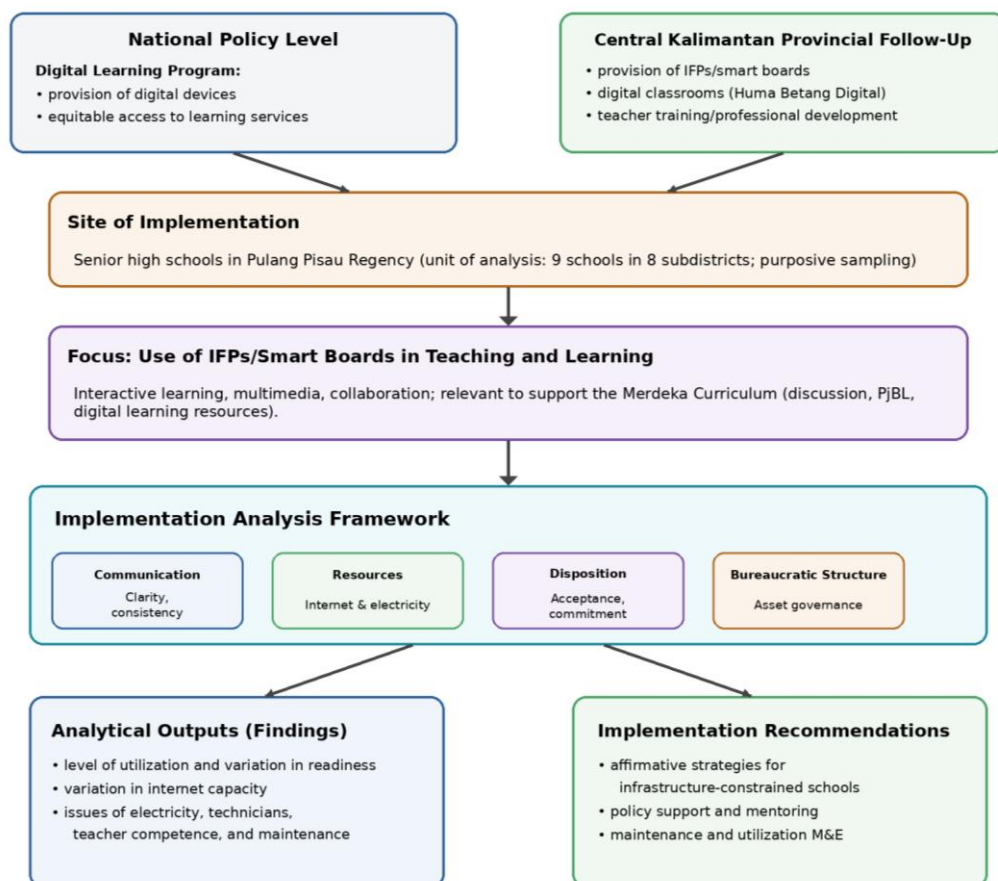 National Policy Level
Digital Learning Program:
• provision of digital devices
• equitable access to learning services
Central Kalimantan Provincial Follow-Up
• provision of IFPs/smart boards
• digital classrooms (Huma Betang Digital)
• teacher training/professional development
Site of Implementation
Senior high schools in Pulang Pisau Regency (unit of analysis: 9 schools in 8 subdistricts; purposive sampling)
Focus: Use of IFPs/Smart Boards in Teaching and Learning
Interactive learning, multimedia, collaboration; relevant to support the Merdeka Curriculum (discussion, PjBL,
digital learning resources).
Implementation Analysis Framework
Communication
Clarity,
consistency
Resources
Internet & electricity
Disposition
Acceptance,
commitment
Bureaucratic Structure
Asset governance
Analytical Outputs (Findings)
• level of utilization and variation in readiness
• variation in internet capacity
• issues of electricity, technicians,
teacher competence, and maintenance
Implementation Recommendations
• affirmative strategies for
infrastructure-constrained schools
• policy support and mentoring
• maintenance and utilization M&E